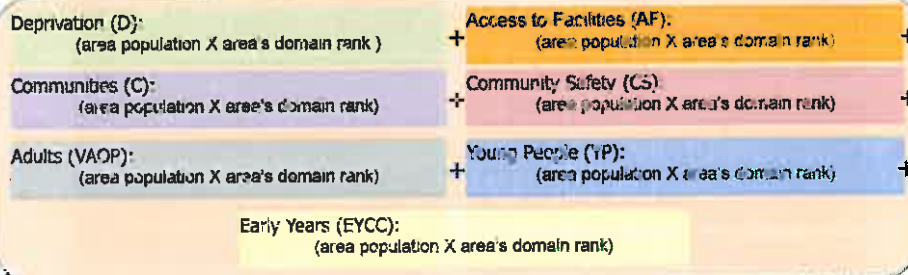 Deprivation (D):
(area population X area's domain rank )
+
Access to Facilities (AF):
(area population X area's domain rank)
+
Communities (C):
(area population X area's domain rank)
+
Community Safety (CS)
(area population X area's domain rank)
+
Adults (VAOP):
(area population X area's domain rank)
+
Young People (YP):
(area population X area's domain rank)
+
Early Years (EYCC):
(area population X area's domain rank)